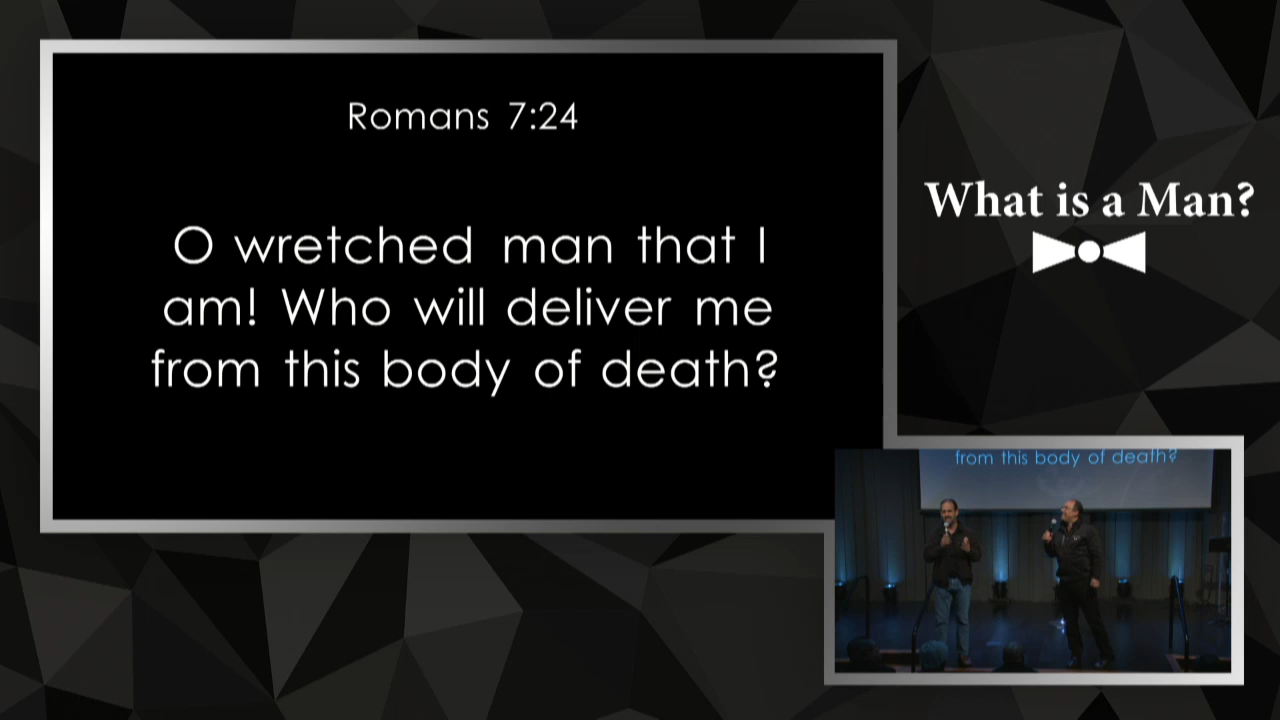 Romans 7:24
O wretched man that I
am! Who will deliver me
from this body of death?
What is a Man?
from this body of death?